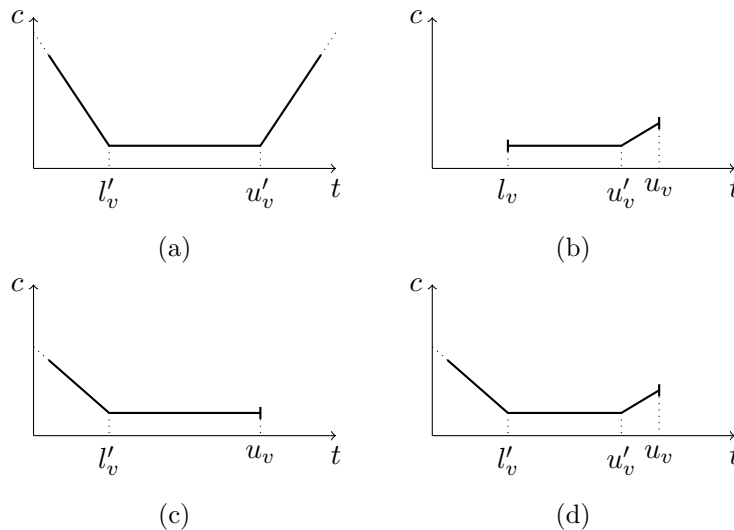 c
l′ᵥ u′ᵥ t
(a)
c
lᵥ u′ᵥ uᵥ t
(b)
c
l′ᵥ uᵥ t
(c)
c
l′ᵥ u′ᵥ uᵥ t
(d)